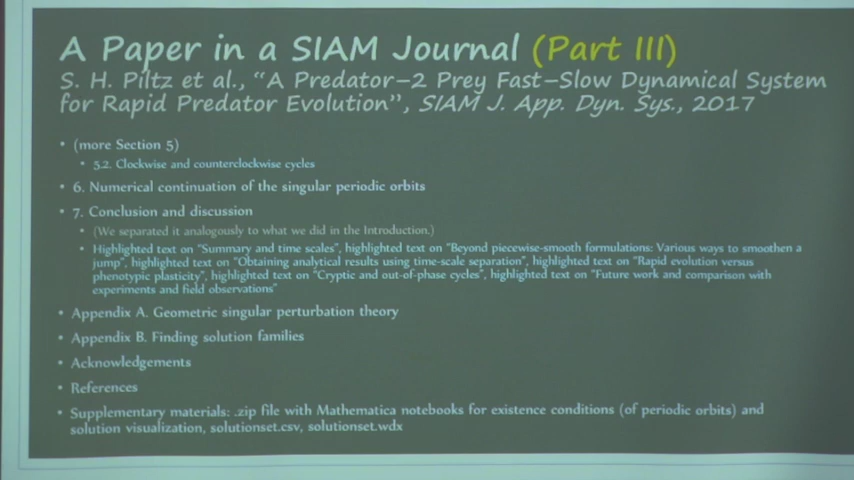 A Paper in a SIAM Journal (Part III)
S. H. Piltz et al., “A Predator–2 Prey Fast–Slow Dynamical System
for Rapid Predator Evolution”, SIAM J. App. Dyn. Sys., 2017
• (more Section 5)
• 5.2. Clockwise and counterclockwise cycles
• 6. Numerical continuation of the singular periodic orbits
• 7. Conclusion and discussion
• (We separated it analogously to what we did in the Introduction.)
• Highlighted text on “Summary and time scales”, highlighted text on “Beyond piecewise-smooth formulations: Various ways to smoothen a
jump”, highlighted text on “Obtaining analytical results using time-scale separation”, highlighted text on “Rapid evolution versus
phenotypic plasticity”, highlighted text on “Cryptic and out-of-phase cycles”, highlighted text on “Future work and comparison with
experiments and field observations”
• Appendix A. Geometric singular perturbation theory
• Appendix B. Finding solution families
• Acknowledgements
• References
• Supplementary materials: .zip file with Mathematica notebooks for existence conditions (of periodic orbits) and
solution visualization, solutionset.csv, solutionset.wdx